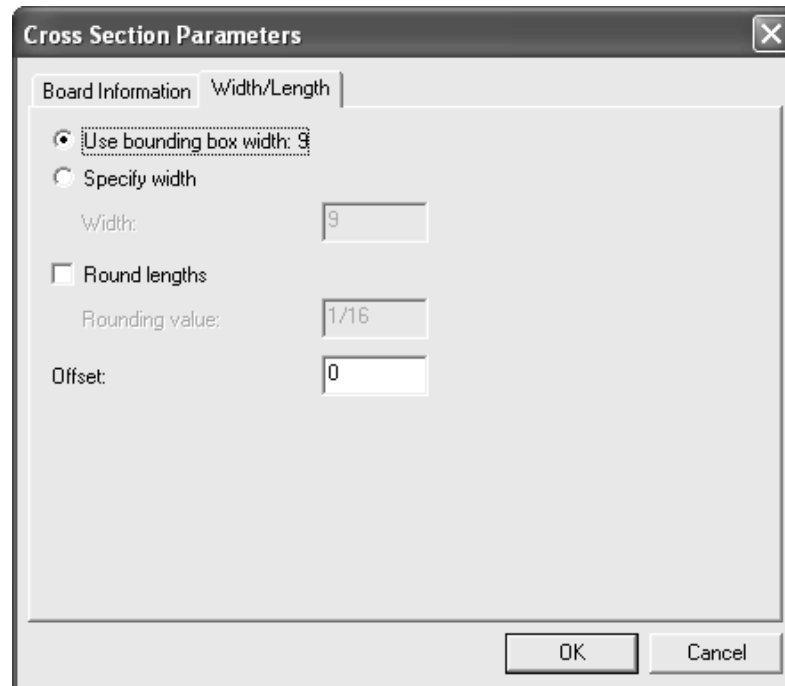 Cross Section Parameters
Board Information Width/Length
Use bounding box width: 9
Specify width
Width: 9
Round lengths
Rounding value: 1/16
Offset: 0
OK Cancel